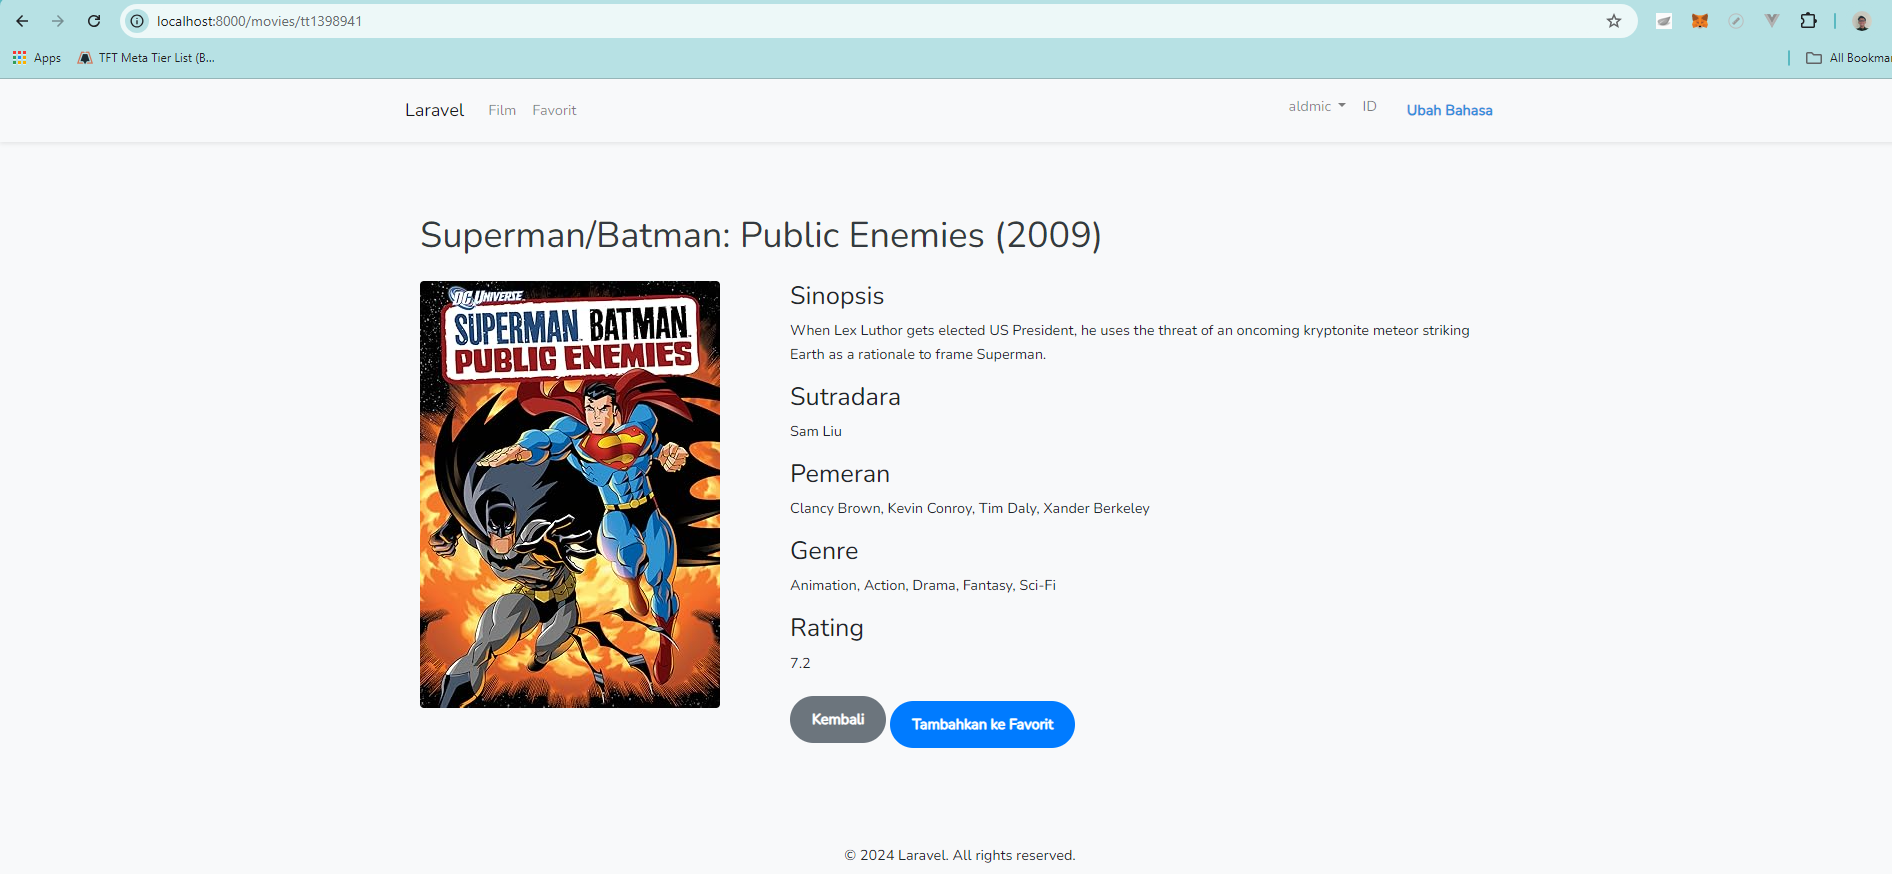 localhost:8000/movies/tt1398941
Apps
TFT Meta Tier List (B...
All Bookmar
Laravel
Film
Favorit
aldmic
ID
Ubah Bahasa
Superman/Batman: Public Enemies (2009)
DC UNIVERSE
SUPERMAN BATMAN
PUBLIC ENEMIES
Sinopsis
When Lex Luthor gets elected US President, he uses the threat of an oncoming kryptonite meteor striking
Earth as a rationale to frame Superman.
Sutradara
Sam Liu
Pemeran
Clancy Brown, Kevin Conroy, Tim Daly, Xander Berkeley
Genre
Animation, Action, Drama, Fantasy, Sci-Fi
Rating
7.2
Kembali
Tambahkan ke Favorit
© 2024 Laravel. All rights reserved.